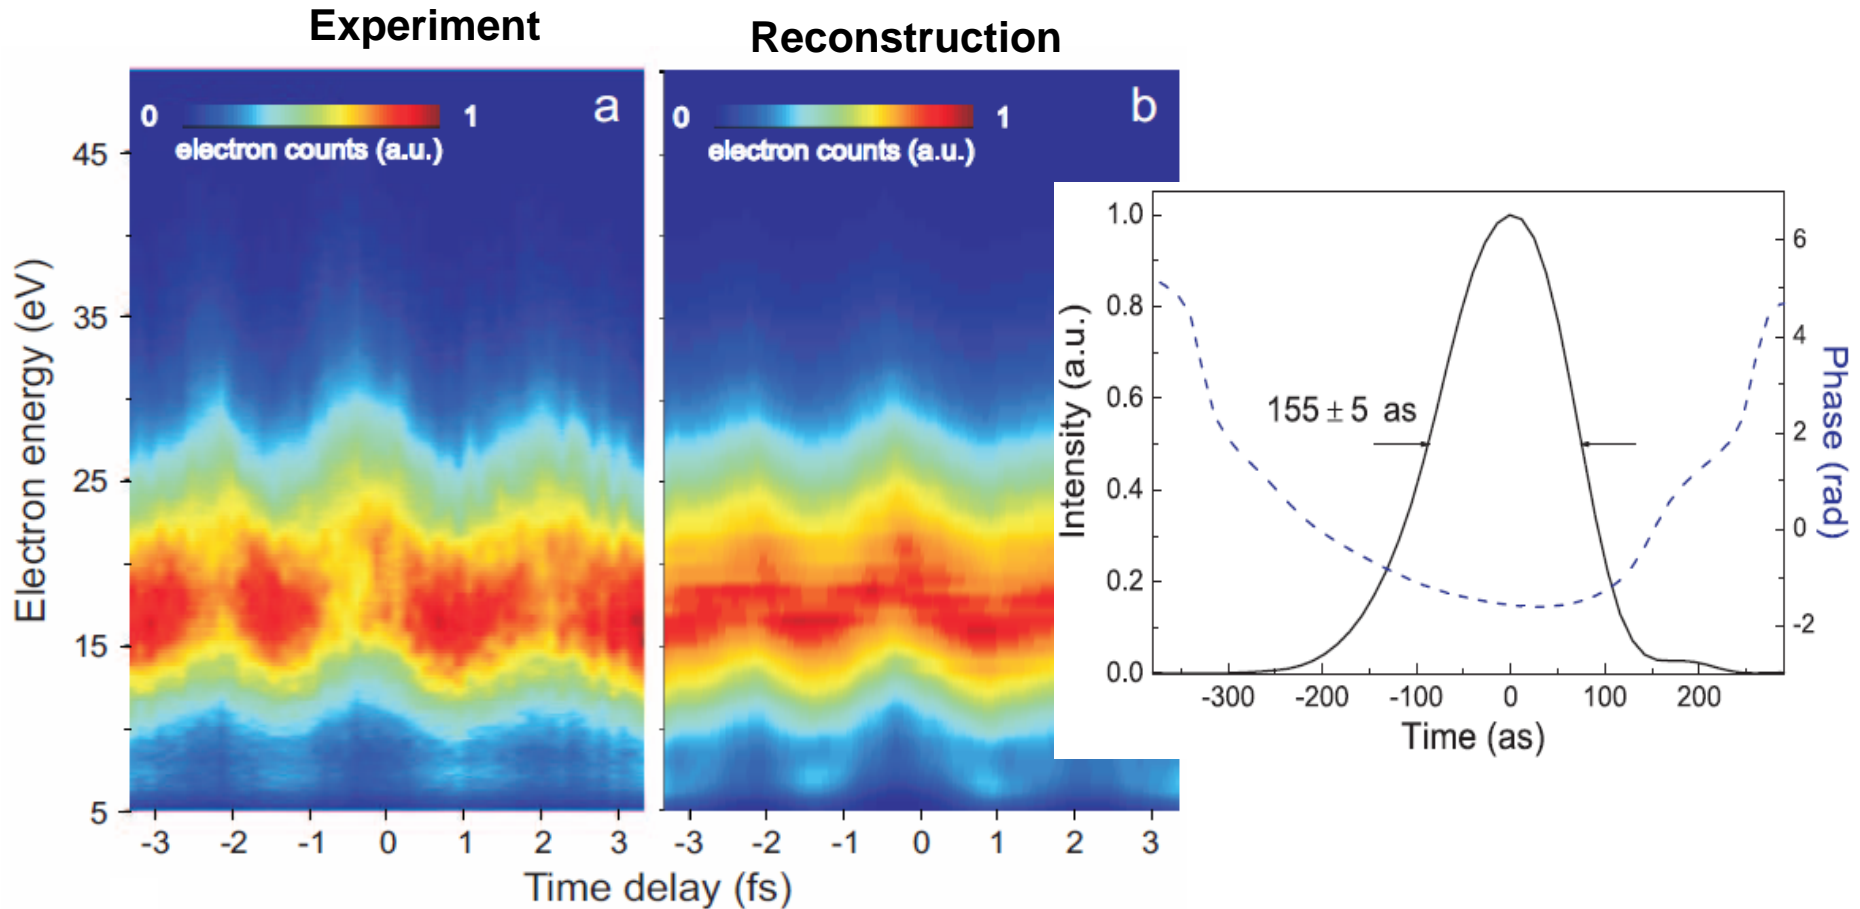 Experiment
Reconstruction
0 1 a
electron counts (a.u.)
0 1 b
electron counts (a.u.)
Electron energy (eV)
45
35
25
15
5
-3 -2 -1 0 1 2 3
-3 -2 -1 0 1 2 3
Time delay (fs)
Intensity (a.u.)
1.0
0.8
0.6
0.4
0.2
0.0
155 ± 5 as
6
4
2
0
-2
Phase (rad)
-300 -200 -100 0 100 200
Time (as)